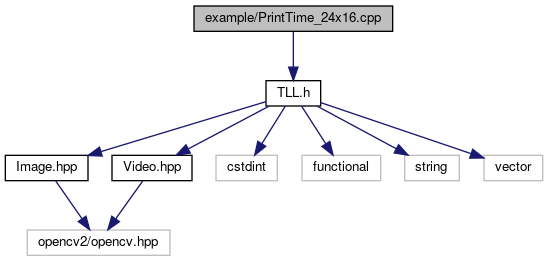 example/PrintTime_24x16.cpp
TLL.h
Image.hpp
Video.hpp
cstdint
functional
string
vector
opencv2/opencv.hpp